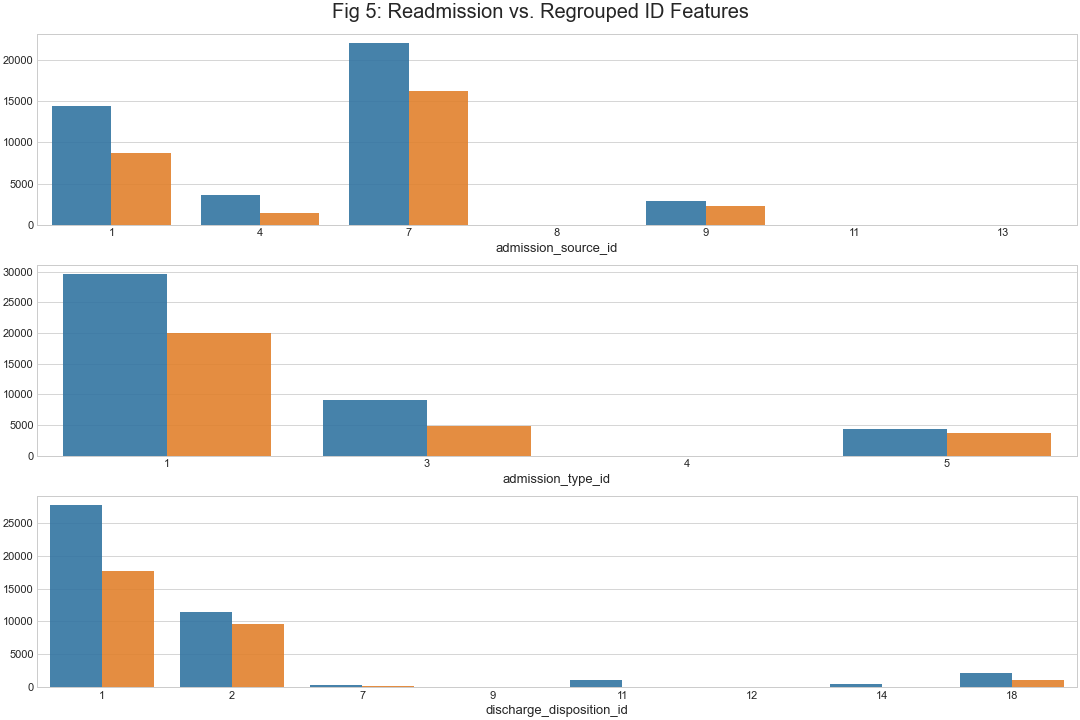 Fig 5: Readmission vs. Regrouped ID Features
20000
15000
10000
5000
0
1 4 7 8 9 11 13
admission_source_id
30000
25000
20000
15000
10000
5000
0
1 3 4 5
admission_type_id
25000
20000
15000
10000
5000
0
1 2 7 9 11 12 14 18
discharge_disposition_id